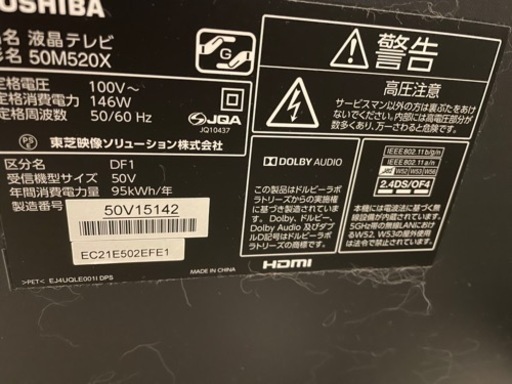 OSHIBA
品名 液晶テレビ
形名 50M520X
定格電圧 100V～
定格消費電力 146W
定格周波数 50/60 Hz
PSE
JQA
JQ10437
東芝映像ソリューション株式会社
区分名 DF1
受信機型サイズ 50V
年間消費電力量 95kWh/年
製造番号
50V15142
EC21E502EFE1
>PET< EJ4UQLE001I DPS
MADE IN CHINA
G
警告
高圧注意
サービスマン以外の方は裏ぶたをあけ
ないでください。内部には高電圧部分が
数多くあり、万一さわると危険です。
DOLBY AUDIO
この製品はドルビーラボ
ラトリーズからの実施権
に基づき製造されていま
す。Dolby、ドルビー、
Dolby Audio及びダブ
ルD記号はドルビーラボ
ラトリーズの商標です。
HDMI
IEEE802.11b/g/n
IEEE802.11a/n
J52 W52 W53 W56
2.4DS/OF4
本機には電波法に基づく無
線設備が内蔵されています。
5GHz帯の無線LANにおけ
るW52、W53の屋外使用
は法令で禁止されています。